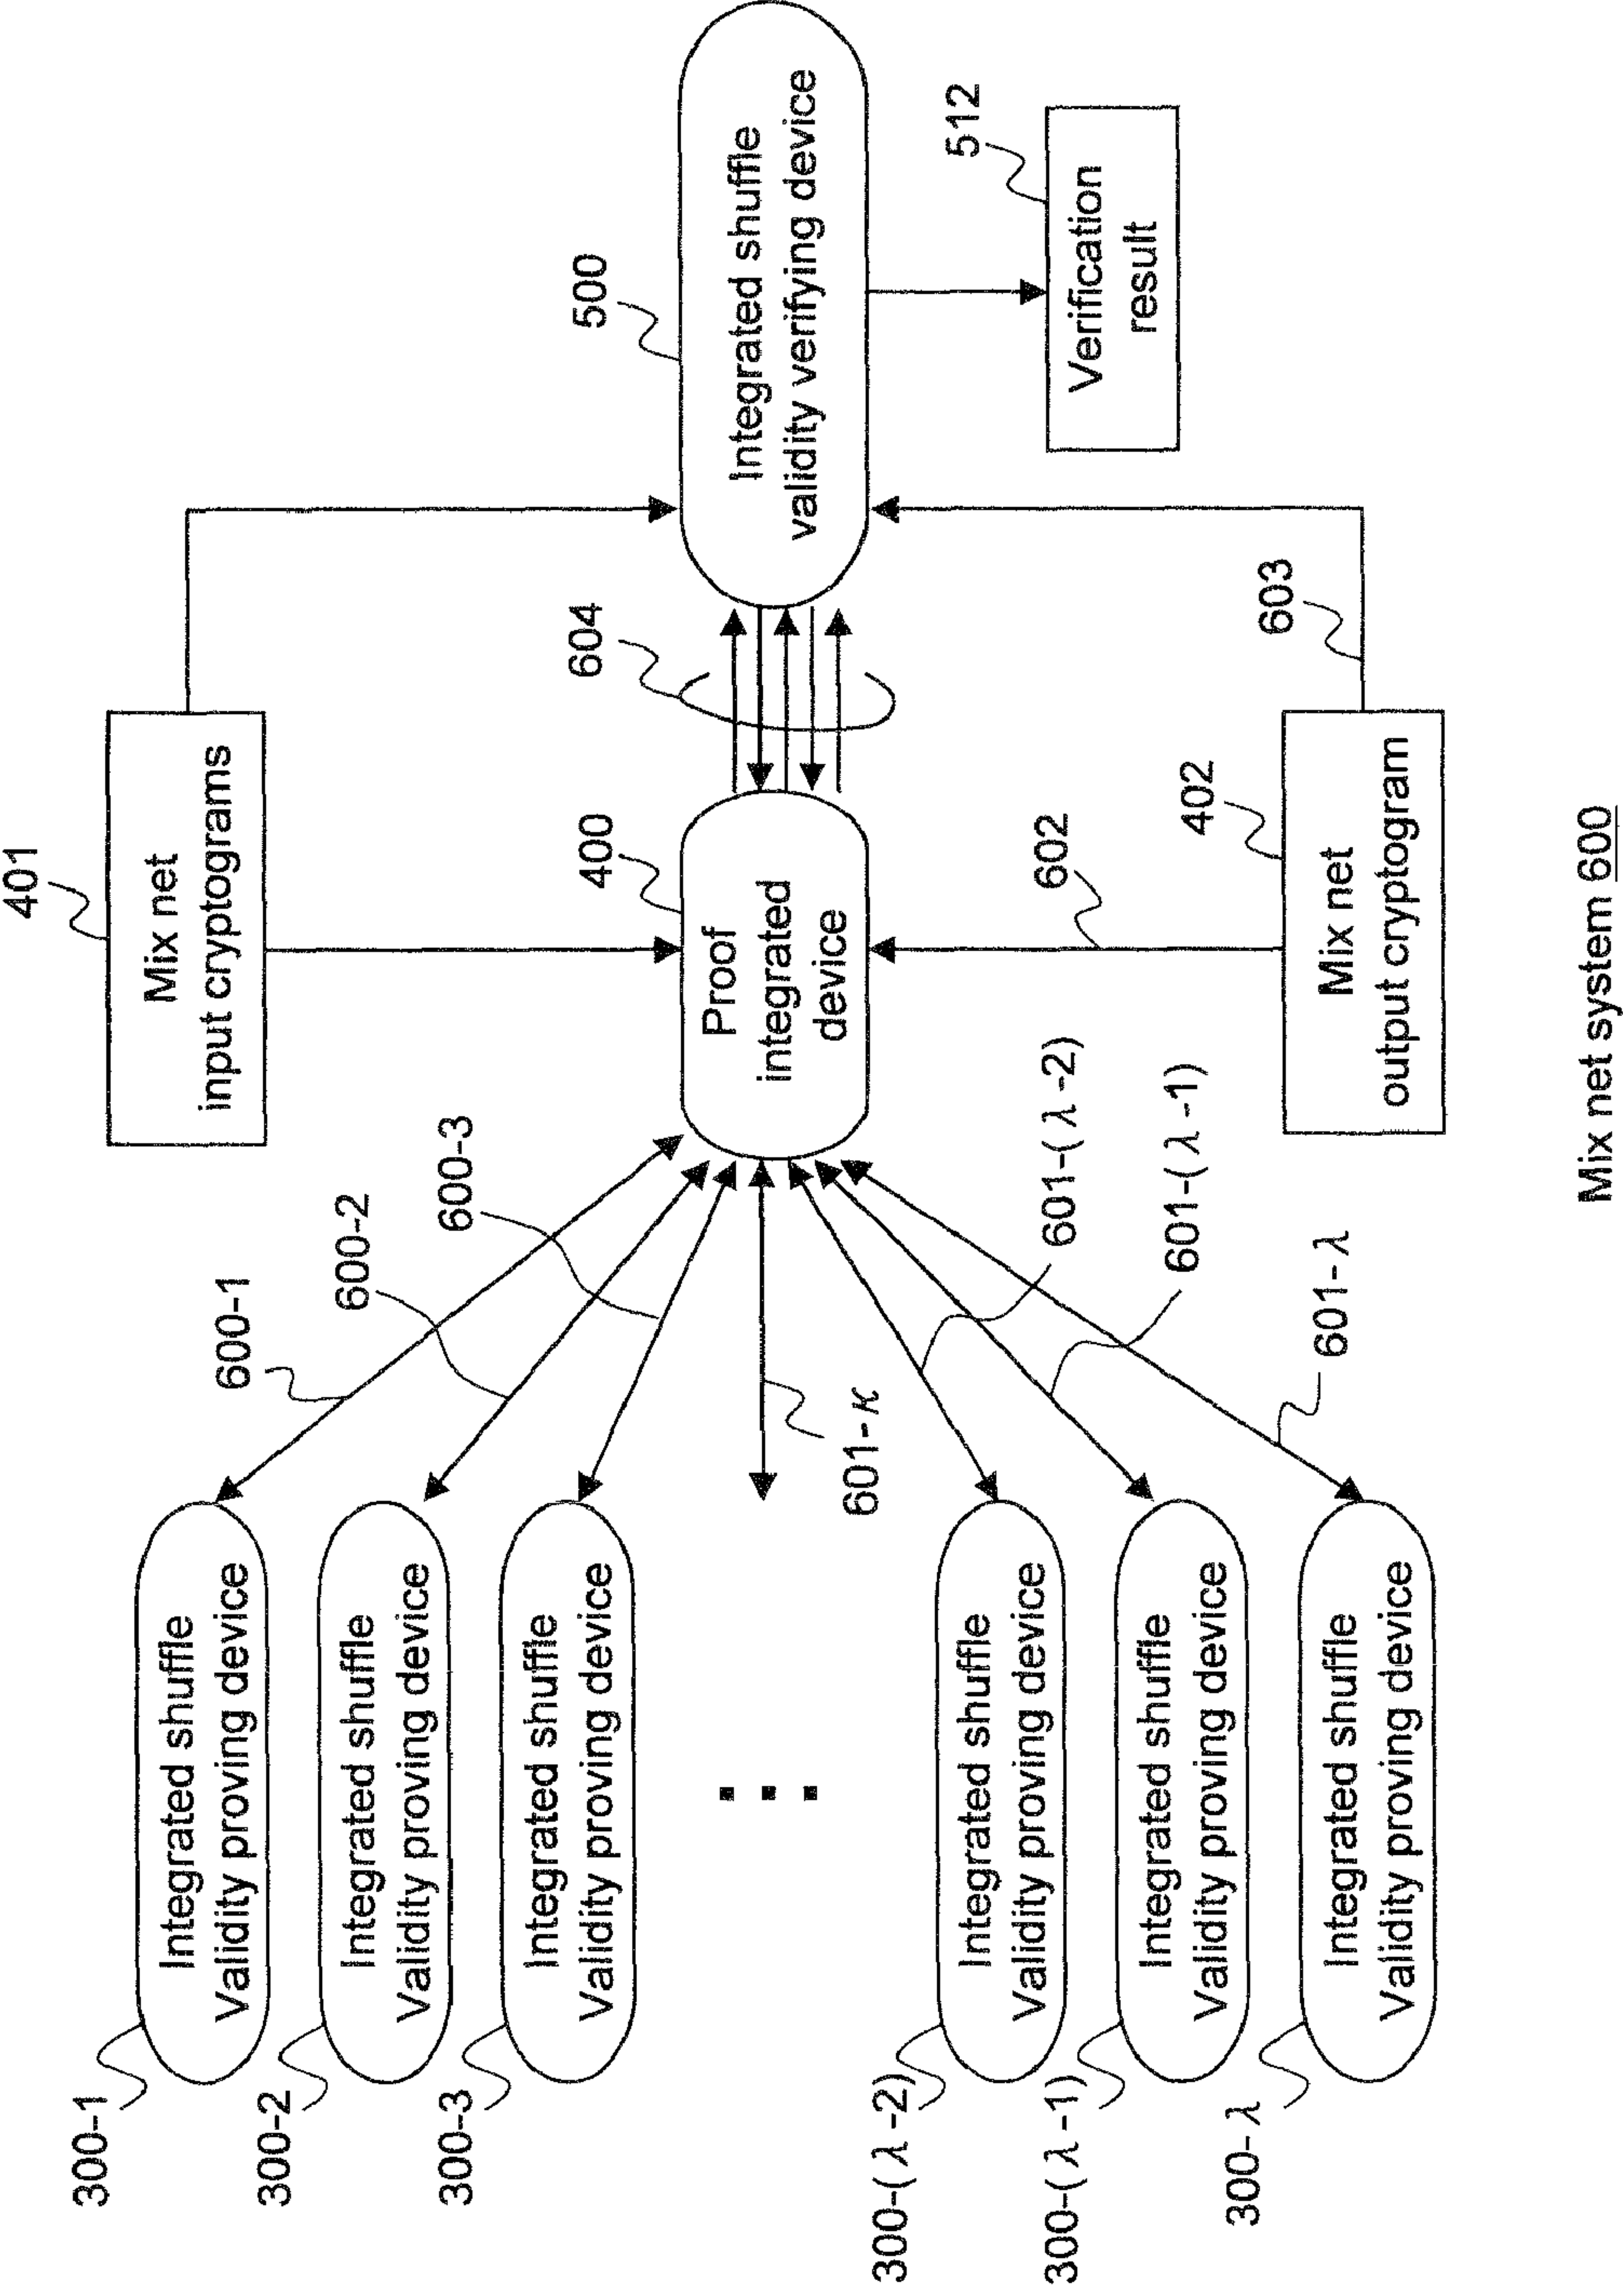 401
Mix net
input cryptograms
300-1
Integrated shuffle
Validity proving device
600-1
300-2
Integrated shuffle
Validity proving device
600-2
300-3
Integrated shuffle
Validity proving device
600-3
601-κ
400
Proof
integrated
device
604
500
Integrated shuffle
validity verifying device
512
Verification
result
300-(λ-2)
Integrated shuffle
Validity proving device
601-(λ-2)
300-(λ-1)
Integrated shuffle
Validity proving device
601-(λ-1)
300-λ
Integrated shuffle
Validity proving device
601-λ
602
402
Mix net
output cryptogram
603
Mix net system 600